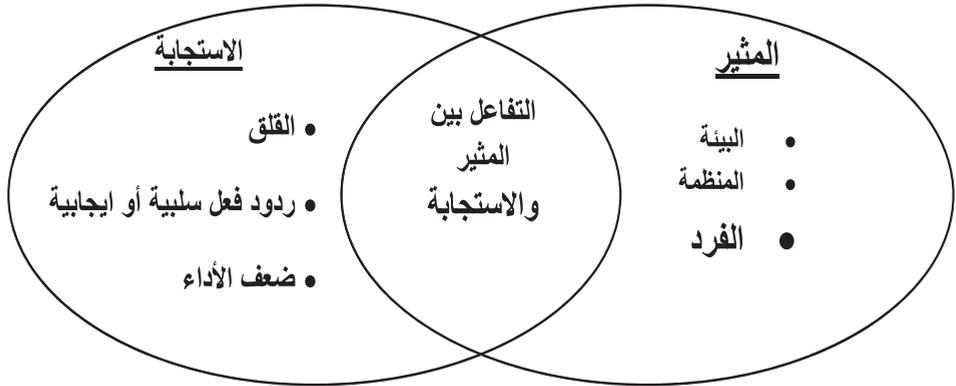 المثير
• البيئة
• المنظمة
• الفرد
التفاعل بين
المثير
والاستجابة
الاستجابة
• القلق
• ردود فعل سلبية أو ايجابية
• ضعف الأداء